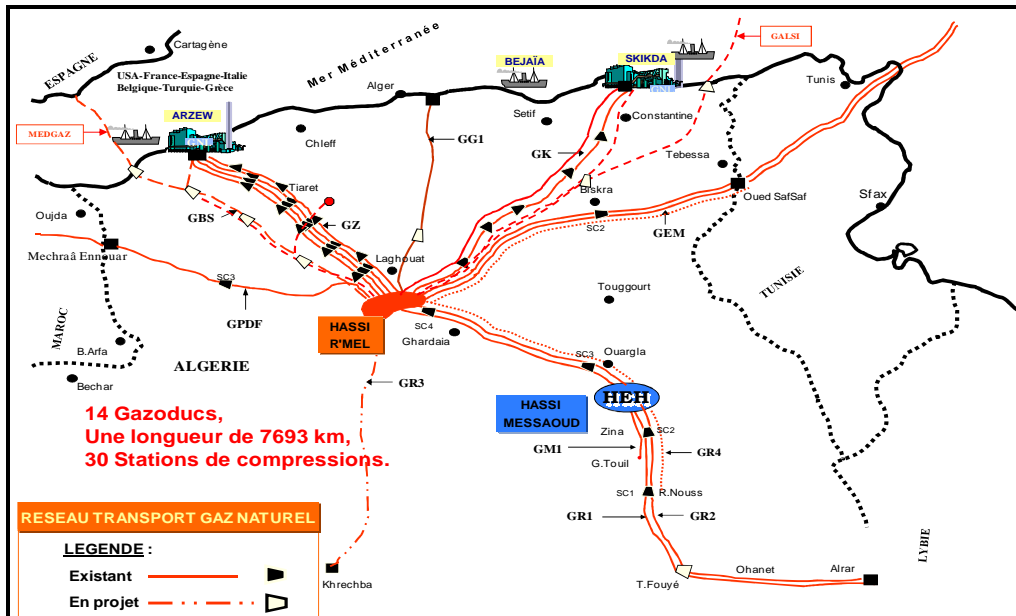 Cartagène
ESPAGNE
Mer Méditerranée
USA-France-Espagne-Italie
Belgique-Turquie-Grèce
GALSI
SKIKDA
GNL
BEJAÏA
Tunis
Alger
ARZEW
GNL
MEDGAZ
Chleff
Setif
Constantine
GG1
GK
Tebessa
Tiaret
Biskra
Oued SafSaf
Sfax
Oujda
GBS
GZ
SC2
GEM
Mechraâ Ennouar
Laghouat
SC3
GPDF
TUNISIE
Touggourt
HASSI
R'MEL
SC4
Ghardaia
MAROC
B.Arfa
ALGERIE
SC3
Ouargla
Bechar
GR3
HEH
HASSI
MESSAOUD
14 Gazoducs,
Une longueur de 7693 km,
30 Stations de compressions.
Zina
SC2
GM1
GR4
G.Touil
SC1
R.Nouss
GR1
GR2
RESEAU TRANSPORT GAZ NATUREL
LEGENDE :
Existant
En projet
Khrechba
T.Fouyé
Ohanet
Alrar
LYBIE